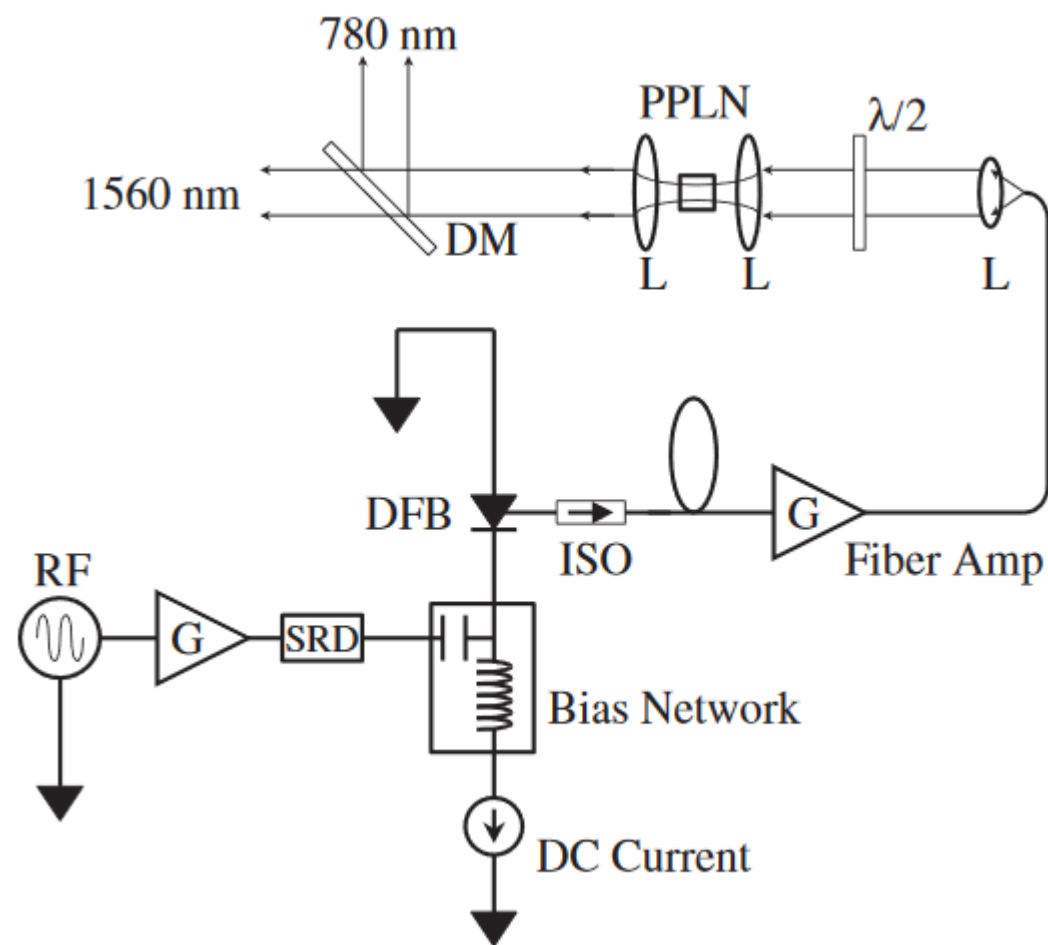 780 nm
PPLN
λ/2
1560 nm
DM
L
L
L
DFB
ISO
G
Fiber Amp
RF
G
SRD
Bias Network
DC Current